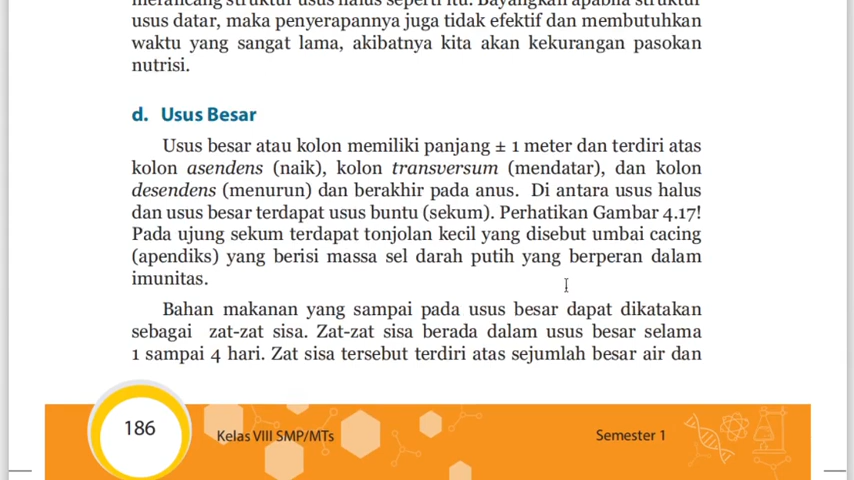 merancang struktur usus halus seperti itu. Bayangkan apabila struktur
usus datar, maka penyerapannya juga tidak efektif dan membutuhkan
waktu yang sangat lama, akibatnya kita akan kekurangan pasokan
nutrisi.
d. Usus Besar
Usus besar atau kolon memiliki panjang ± 1 meter dan terdiri atas
kolon asendens (naik), kolon transversum (mendatar), dan kolon
desendens (menurun) dan berakhir pada anus. Di antara usus halus
dan usus besar terdapat usus buntu (sekum). Perhatikan Gambar 4.17!
Pada ujung sekum terdapat tonjolan kecil yang disebut umbai cacing
(apendiks) yang berisi massa sel darah putih yang berperan dalam
imunitas.
Bahan makanan yang sampai pada usus besar dapat dikatakan
sebagai zat-zat sisa. Zat-zat sisa berada dalam usus besar selama
1 sampai 4 hari. Zat sisa tersebut terdiri atas sejumlah besar air dan
186
Kelas VIII SMP/MTs
Semester 1